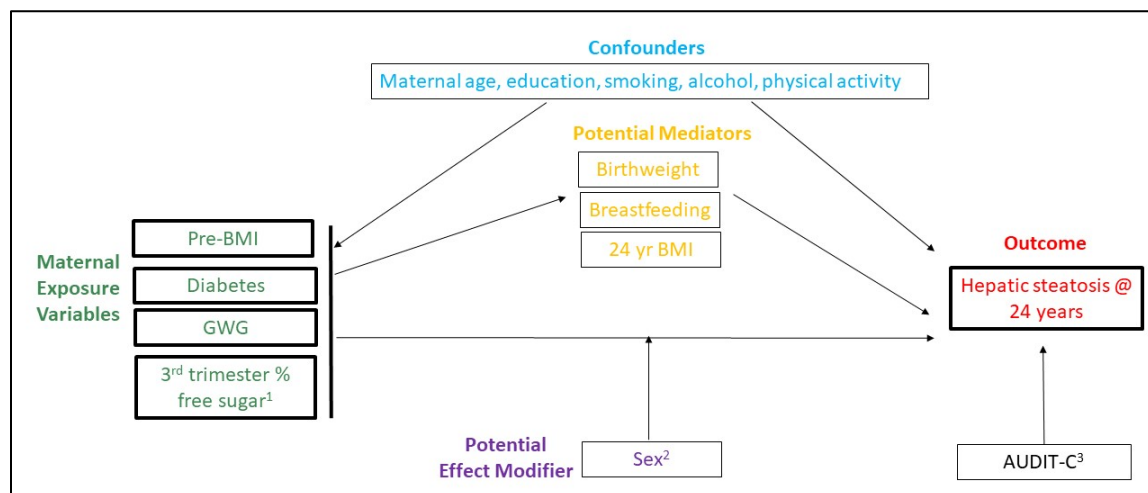 Confounders
Maternal age, education, smoking, alcohol, physical activity
Potential Mediators
Birthweight
Breastfeeding
24 yr BMI
Maternal
Exposure
Variables
Pre-BMI
Diabetes
GWG
3rd trimester %
free sugar1
Outcome
Hepatic steatosis @
24 years
Potential
Effect Modifier
Sex2
AUDIT-C3